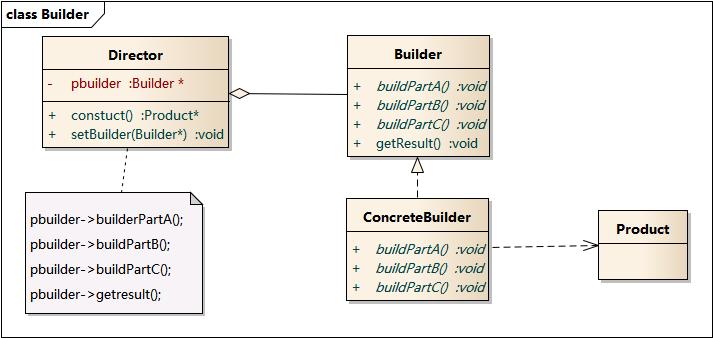 class Builder
Director
- pbuilder :Builder *
+ constuct() :Product*
+ setBuilder(Builder*) :void
Builder
+ buildPartA() :void
+ buildPartB() :void
+ buildPartC() :void
+ getResult() :void
pbuilder->builderPartA();
pbuilder->buildPartB();
pbuilder->buildPartC();
pbuilder->getresult();
ConcreteBuilder
+ buildPartA() :void
+ buildPartB() :void
+ buildPartC() :void
Product